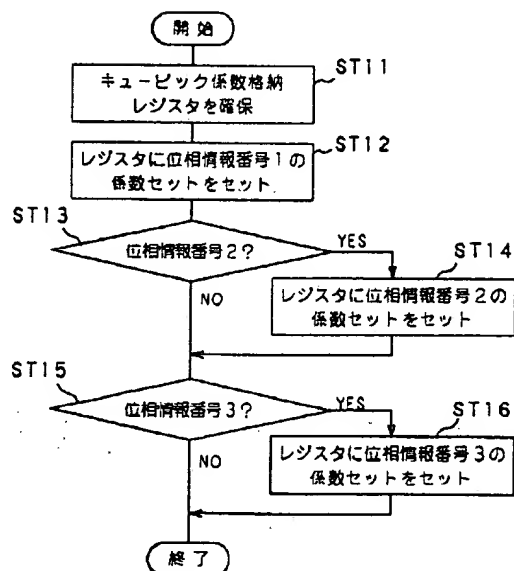 開始
ST11
キュービック係数格納
レジスタを確保
ST12
レジスタに位相情報番号1の
係数セットをセット
ST13
位相情報番号2?
YES
ST14
レジスタに位相情報番号2の
係数セットをセット
NO
ST15
位相情報番号3?
YES
ST16
レジスタに位相情報番号3の
係数セットをセット
NO
終了